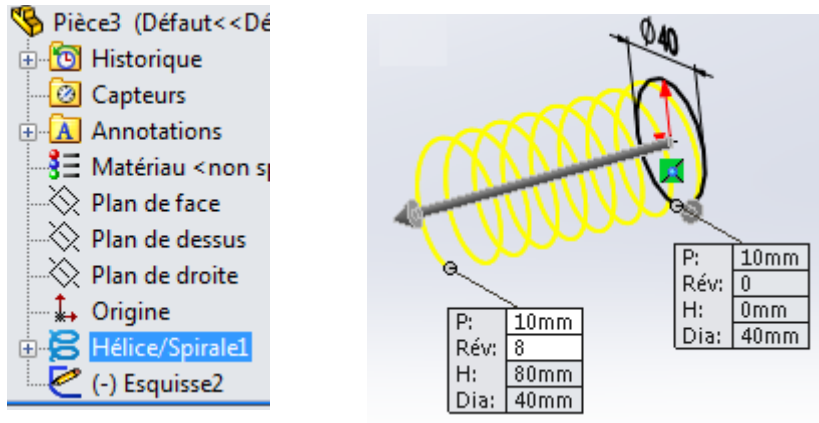 Pièce3 (Défaut<<Dé
Historique
Capteurs
Annotations
Matériau <non sp
Plan de face
Plan de dessus
Plan de droite
Origine
Hélice/Spirale1
(-) Esquisse2
Ø40
P: 10mm
Rév: 0
H: 0mm
Dia: 40mm
P: 10mm
Rév: 8
H: 80mm
Dia: 40mm